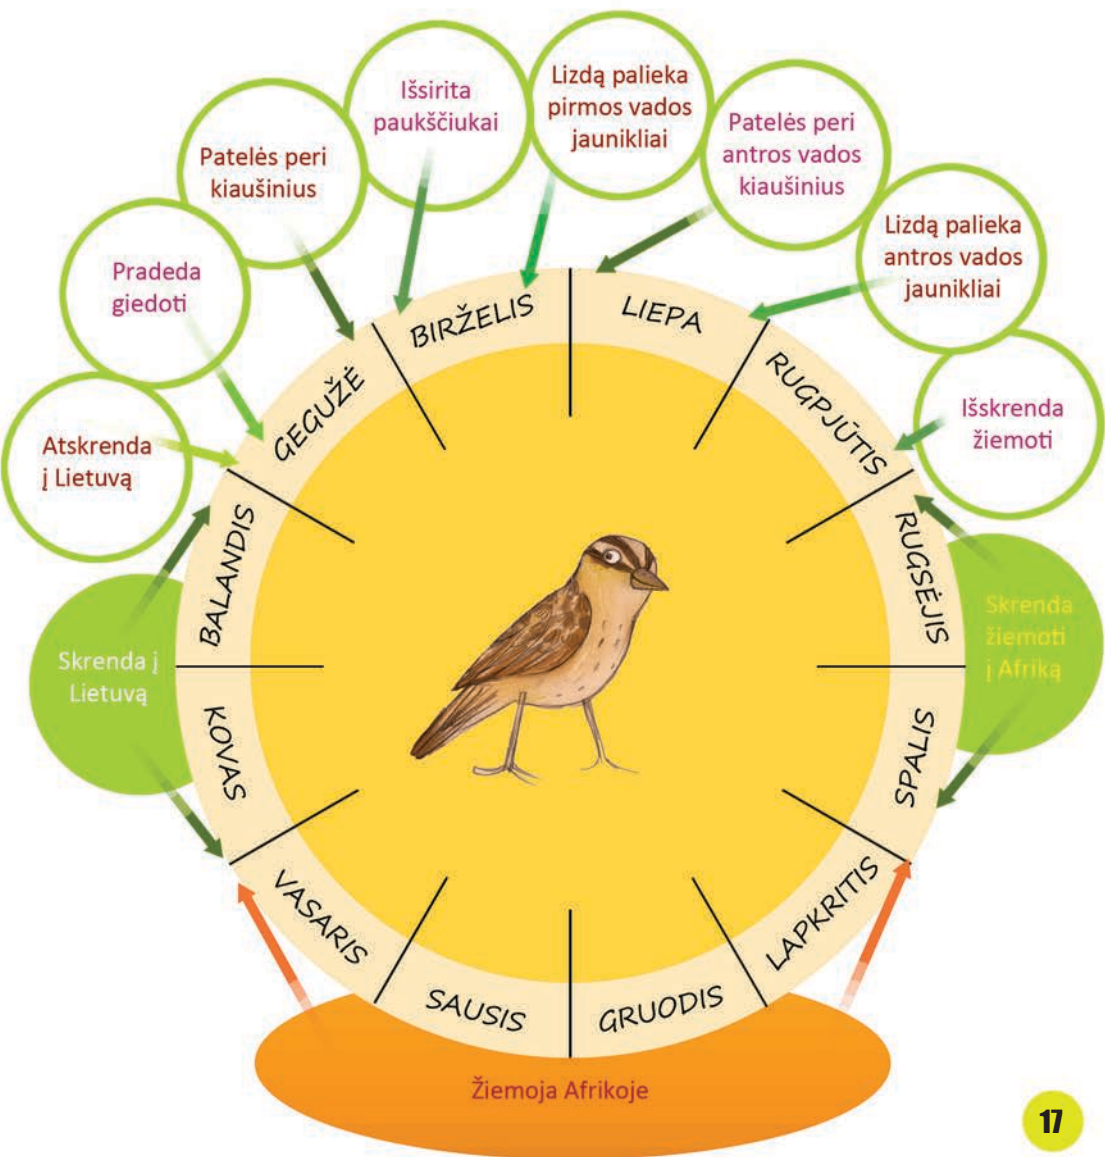 Išsirita
paukščiukai
Lizdą palieka
pirmos vados
jaunikliai
Patelės peri
antros vados
kiaušinius
Patelės peri
kiaušinius
Lizdą palieka
antros vados
jaunikliai
Pradeda
giedoti
Išskrenda
žiemoti
Atskrenda
į Lietuvą
Skrenda į
Lietuvą
Skrenda
žiemoti
į Afriką
BIRŽELIS
LIEPA
RUGPJŪTIS
RUGSĖJIS
SPALIS
LAPKRITIS
GRUODIS
SAUSIS
VASARIS
KOVAS
BALANDIS
GEGUŽĖ
Žiemoja Afrikoje
17